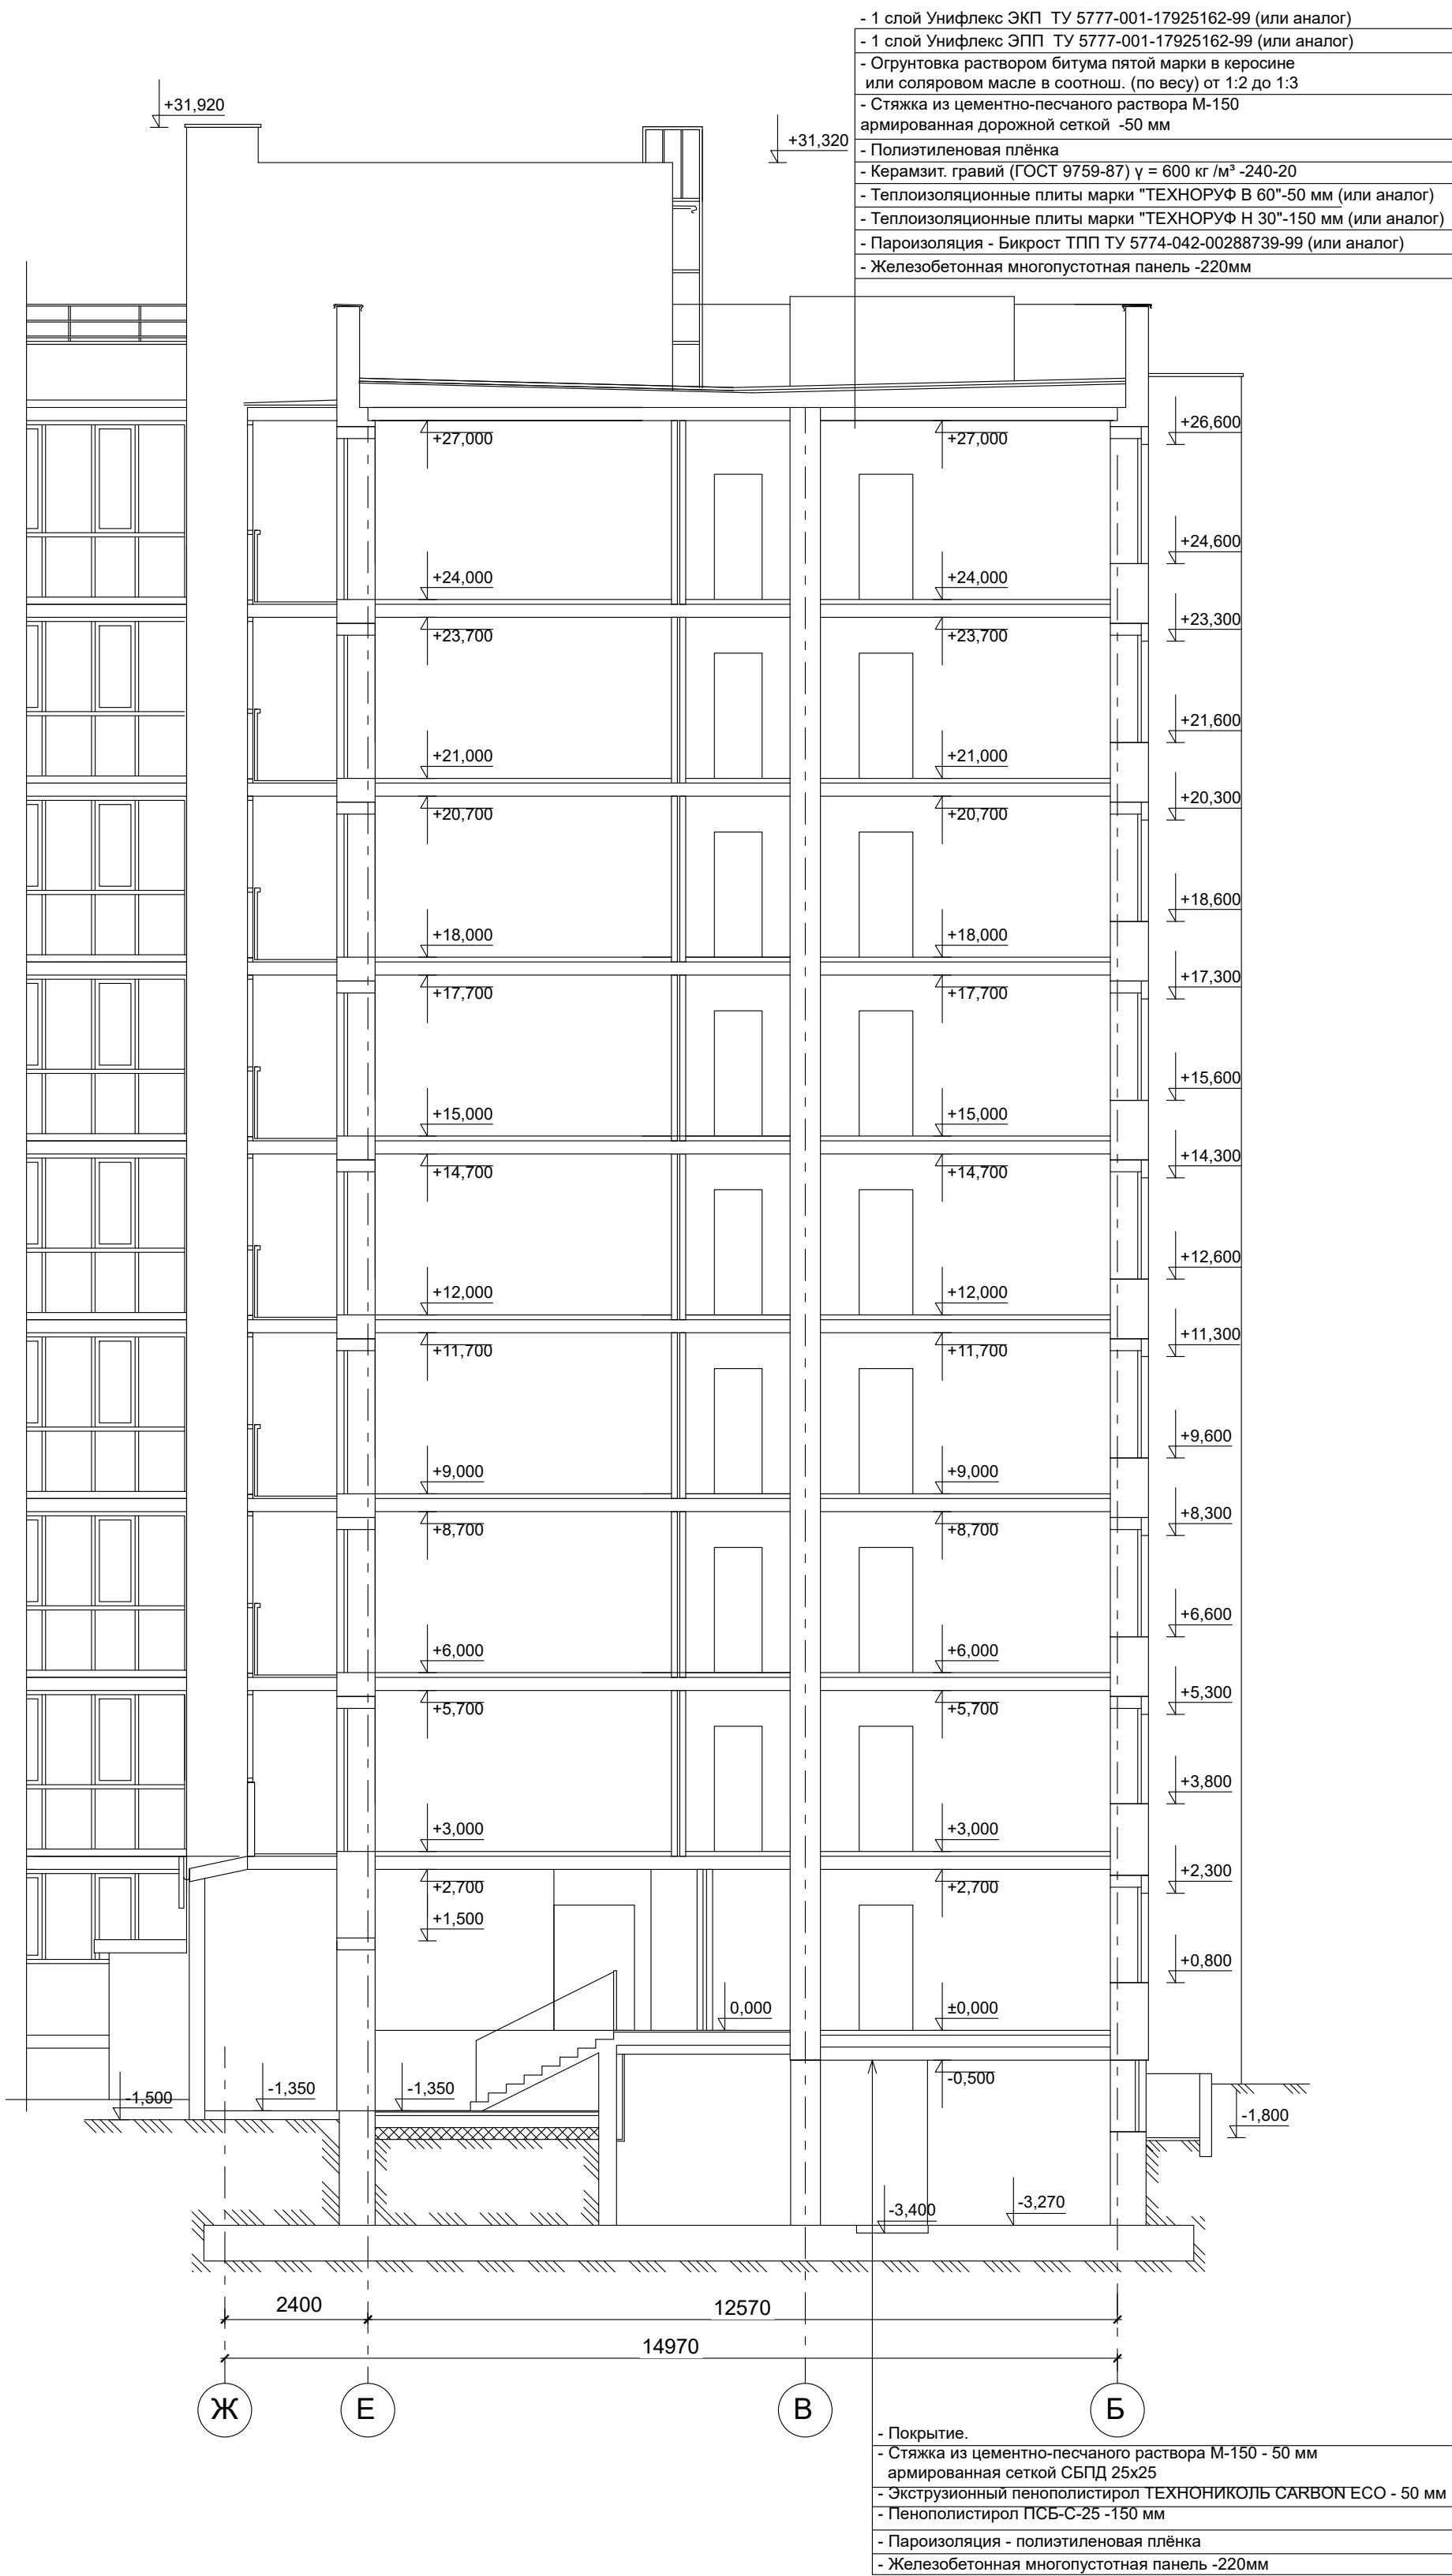 - 1 слой Унифлекс ЭКП  ТУ 5777-001-17925162-99 (или аналог)
- 1 слой Унифлекс ЭПП  ТУ 5777-001-17925162-99 (или аналог)
- Огрунтовка раствором битума пятой марки в керосине
или соляровом масле в соотнош. (по весу) от 1:2 до 1:3
- Стяжка из цементно-песчаного раствора М-150
армированная дорожной сеткой  -50 мм
- Полиэтиленовая плёнка
- Керамзит. гравий (ГОСТ 9759-87) γ = 600 кг /м³ -240-20
- Теплоизоляционные плиты марки "ТЕХНОРУФ В 60"-50 мм (или аналог)
- Теплоизоляционные плиты марки "ТЕХНОРУФ Н 30"-150 мм (или аналог)
- Пароизоляция - Бикрост ТПП ТУ 5774-042-00288739-99 (или аналог)
- Железобетонная многопустотная панель -220мм
+31,920
+31,320
+26,600
+27,000 +27,000
+24,600
+24,000 +24,000
+23,300
+23,700 +23,700
+21,600
+21,000 +21,000
+20,300
+20,700 +20,700
+18,600
+18,000 +18,000
+17,300
+17,700 +17,700
+15,600
+15,000 +15,000
+14,300
+14,700 +14,700
+12,600
+12,000 +12,000
+11,300
+11,700 +11,700
+9,600
+9,000 +9,000
+8,300
+8,700 +8,700
+6,600
+6,000 +6,000
+5,300
+5,700 +5,700
+3,800
+3,000 +3,000
+2,300
+2,700 +2,700
+1,500
+0,800
0,000 ±0,000
-0,500
-1,500 -1,350 -1,350
-1,800
-3,400 -3,270
2400 12570
14970
Ж Е В Б
- Покрытие.
- Стяжка из цементно-песчаного раствора М-150 - 50 мм
армированная сеткой СБПД 25х25
- Экструзионный пенополистирол ТЕХНОНИКОЛЬ CARBON ECO - 50 мм
- Пенополистирол ПСБ-С-25 -150 мм
- Пароизоляция - полиэтиленовая плёнка
- Железобетонная многопустотная панель -220мм